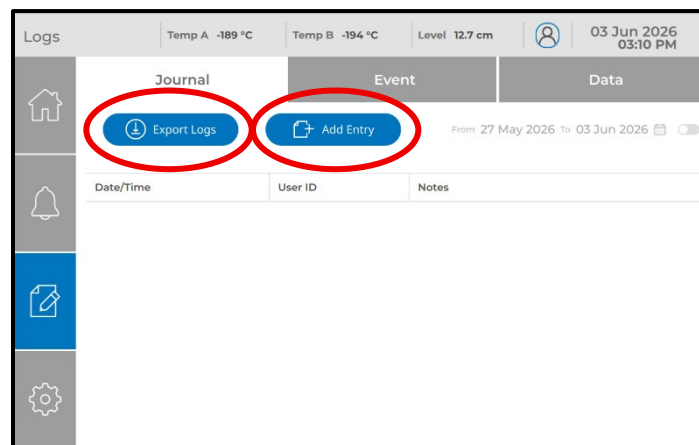 Logs Temp A -189 °C Temp B -194 °C Level 12.7 cm 03 Jun 2026
03:10 PM
Journal Event Data
Export Logs Add Entry From 27 May 2026 To 03 Jun 2026
Date/Time User ID Notes